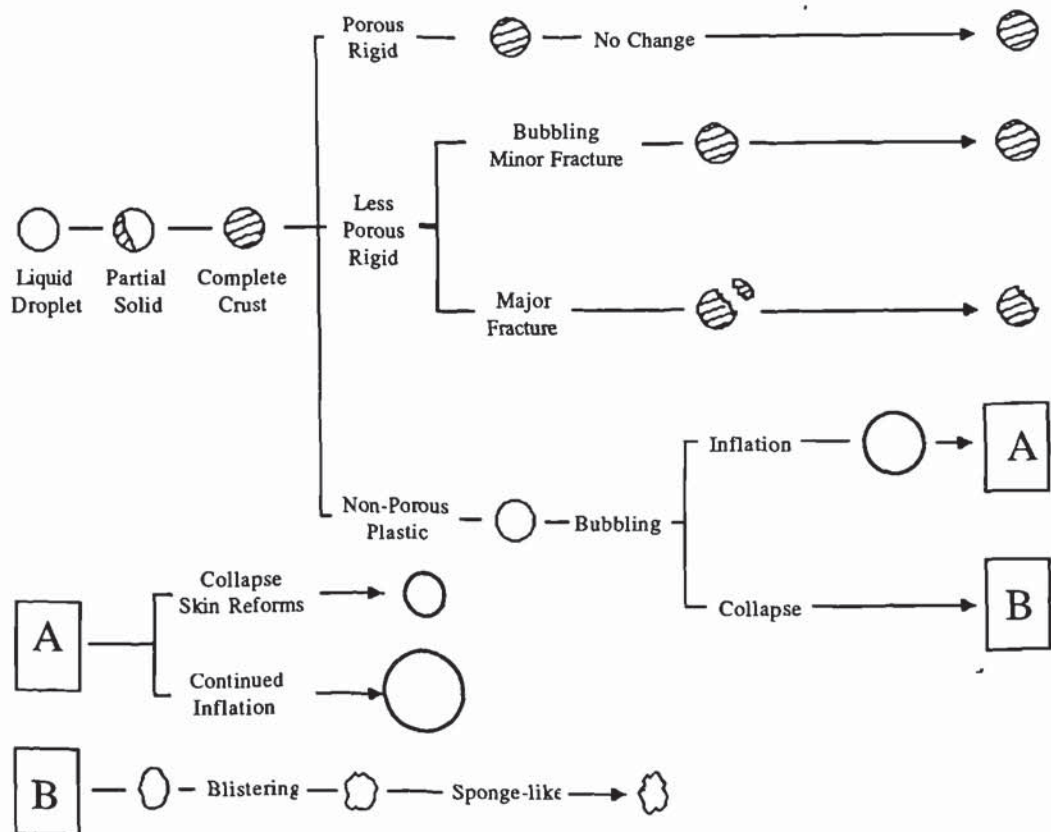 Porous
Rigid
No Change
Bubbling
Minor Fracture
Less
Porous
Rigid
Liquid
Droplet
Partial
Solid
Complete
Crust
Major
Fracture
Inflation
A
Non-Porous
Plastic
Bubbling
Collapse
B
A
Collapse
Skin Reforms
Continued
Inflation
B
Blistering
Sponge-like